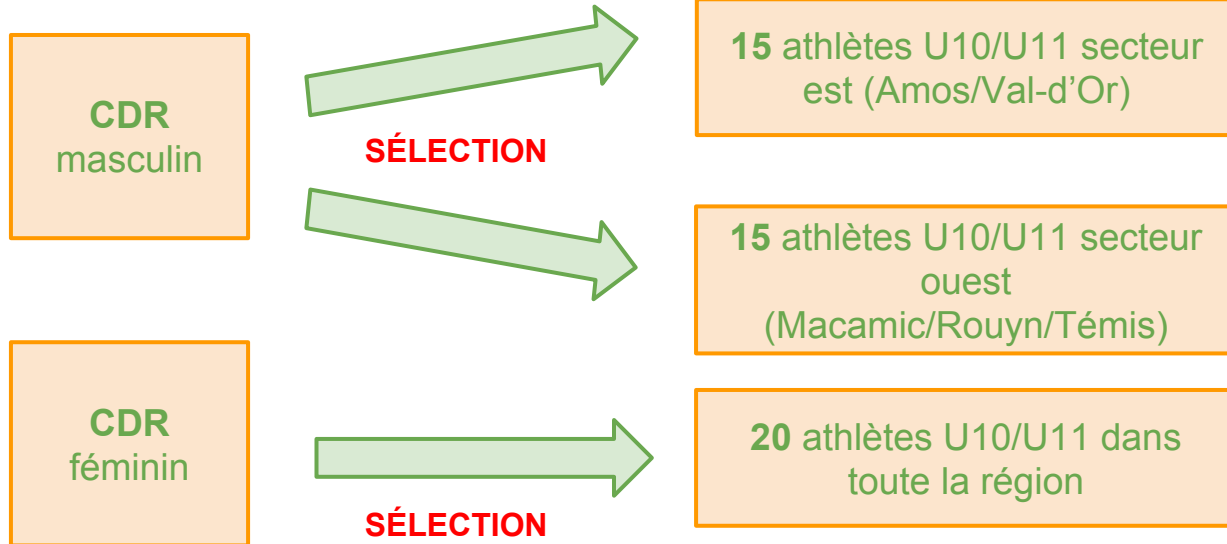 CDR
masculin
SÉLECTION
15 athlètes U10/U11 secteur
est (Amos/Val-d’Or)
15 athlètes U10/U11 secteur
ouest
(Macamic/Rouyn/Témis)
CDR
féminin
SÉLECTION
20 athlètes U10/U11 dans
toute la région